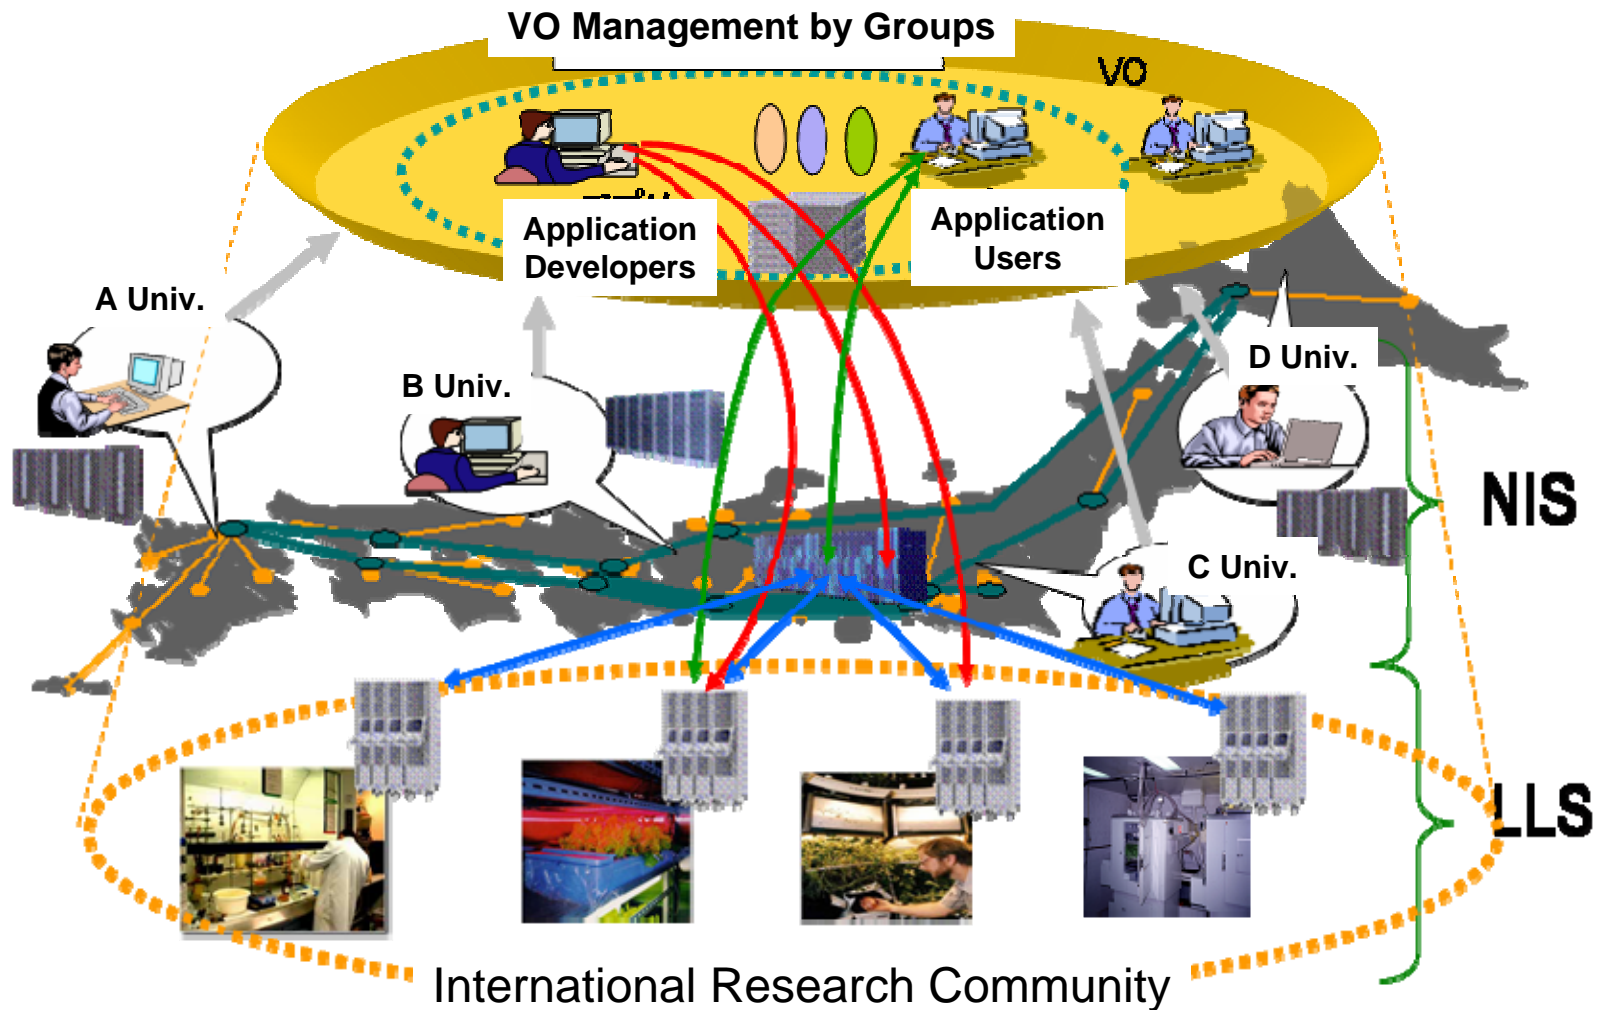 VO Management by Groups
VO
Application
Developers
Application
Users
A Univ.
B Univ.
D Univ.
C Univ.
NIS
LLS
International Research Community